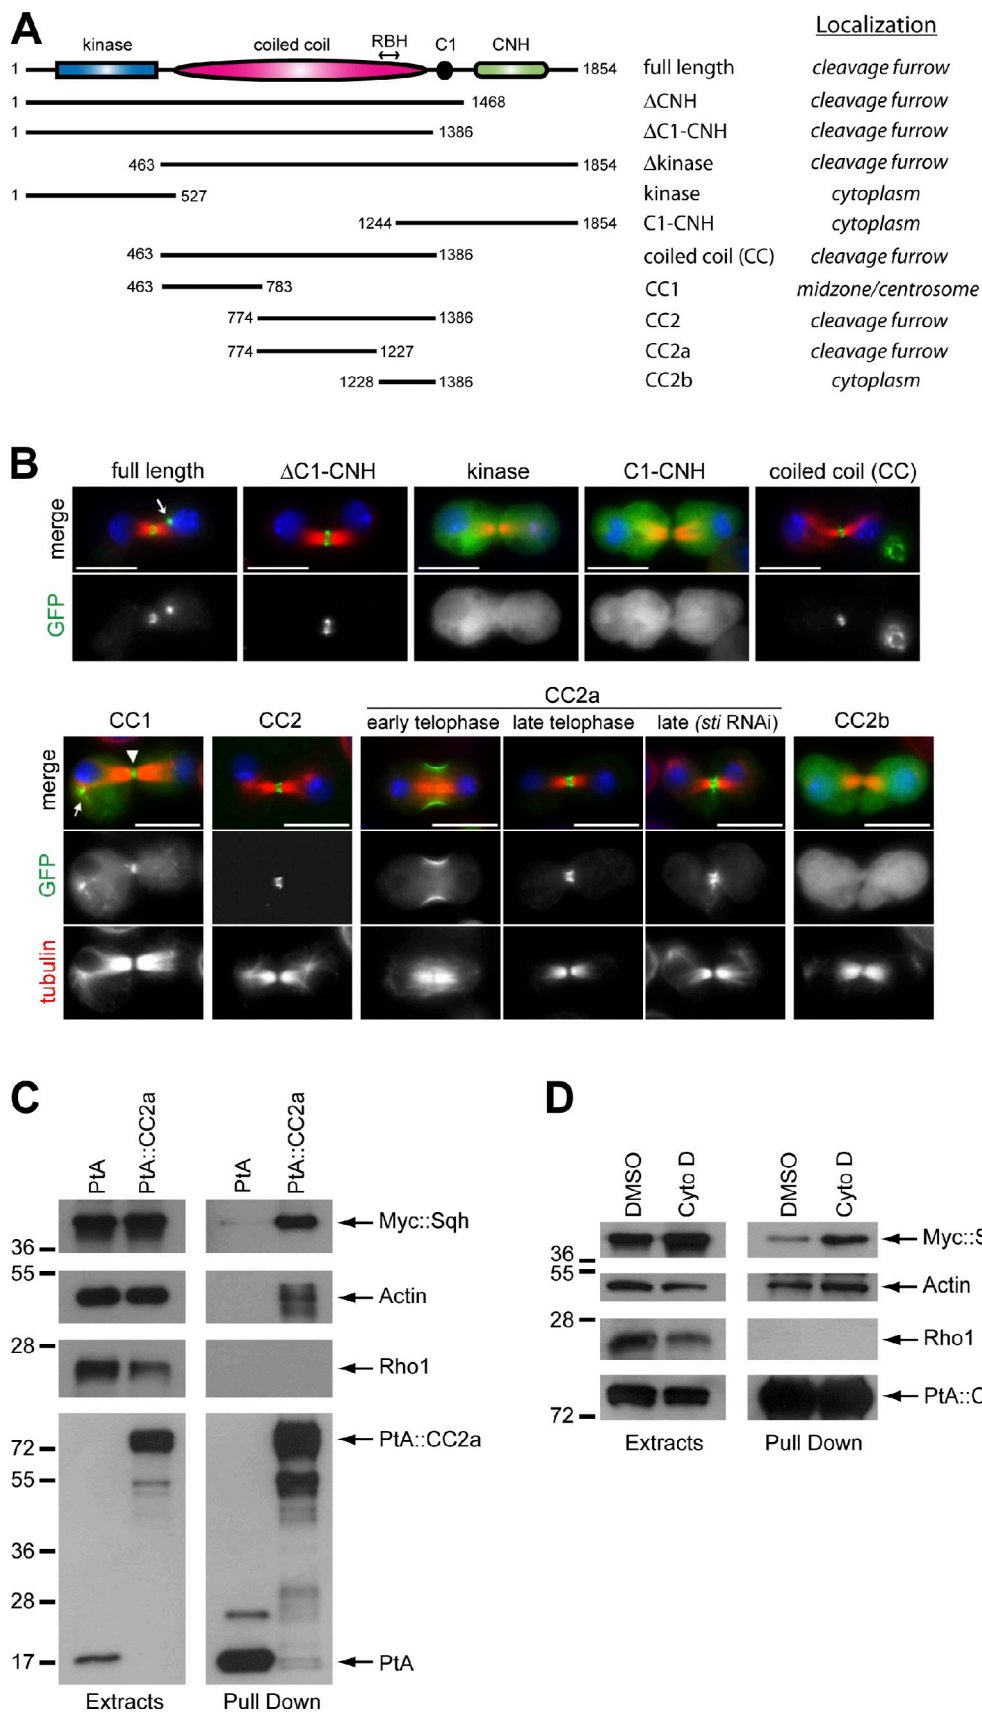 A
Localization
kinase coiled coil RBH C1 CNH
1 1854 full length cleavage furrow
1 1468 ΔCNH cleavage furrow
1 1386 ΔC1-CNH cleavage furrow
463 1854 Δkinase cleavage furrow
1 527 kinase cytoplasm
1244 1854 C1-CNH cytoplasm
463 1386 coiled coil (CC) cleavage furrow
463 783 CC1 midzone/centrosome
774 1386 CC2 cleavage furrow
774 1227 CC2a cleavage furrow
1228 1386 CC2b cytoplasm
B
full length ΔC1-CNH kinase C1-CNH coiled coil (CC)
merge
GFP
CC2a
CC1 CC2 early telophase late telophase late (sti RNAi) CC2b
merge
GFP
tubulin
C
PtA PtA::CC2a PtA PtA::CC2a
Myc::Sqh
36
55
Actin
28
Rho1
PtA::CC2a
72
55
36
28
17 PtA
Extracts Pull Down
D
DMSO Cyto D DMSO Cyto D
Myc::S
36
55
Actin
28
Rho1
PtA::C
72
Extracts Pull Down